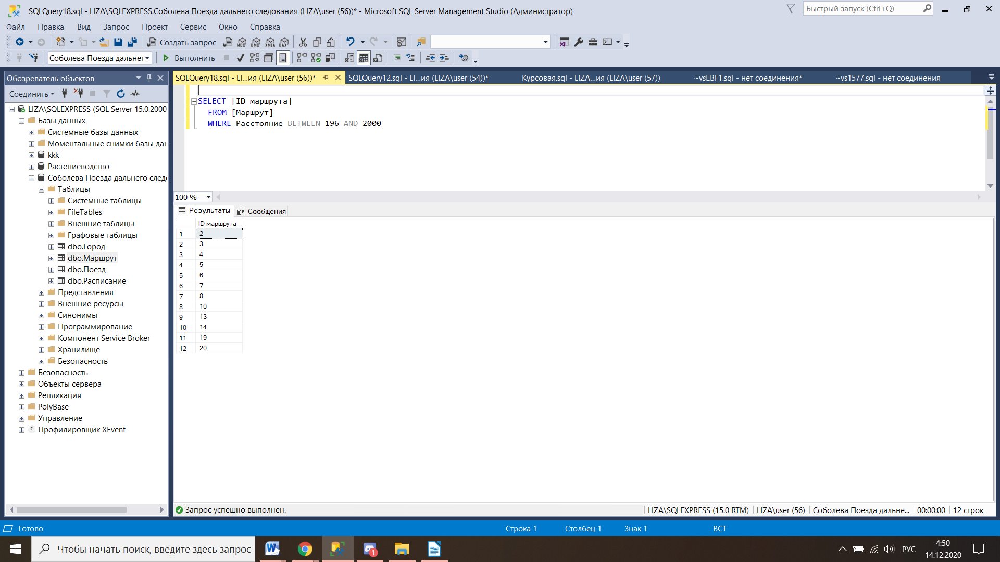 SQLQuery18.sql - LIZA\SQLEXPRESS.Соболева Поезда дальнего следования (LIZA\user (56))* - Microsoft SQL Server Management Studio (Администратор)
Быстрый запуск (Ctrl+Q)
Файл Правка Вид Запрос Проект Сервис Окно Справка
Создать запрос MDX DMX XMLA DAX
Соболева Поезда дальнег Выполнить
Обозреватель объектов
Соединить
LIZA\SQLEXPRESS (SQL Server 15.0.2000
Базы данных
Системные базы данных
Моментальные снимки базы дан
kkk
Растениеводство
Соболева Поезда дальнего следо
Таблицы
Системные таблицы
FileTables
Внешние таблицы
Графовые таблицы
dbo.Город
dbo.Маршрут
dbo.Поезд
dbo.Расписание
Представления
Внешние ресурсы
Синонимы
Программирование
Компонент Service Broker
Хранилище
Безопасность
Безопасность
Объекты сервера
Репликация
PolyBase
Управление
Профилировщик XEvent
SQLQuery18.sql - LI...ия (LIZA\user (56))* SQLQuery12.sql - LI...ия (LIZA\user (54))* Курсовая.sql - LIZA...ия (LIZA\user (57)) ~vsEBF1.sql - нет соединения* ~vs1577.sql - нет соединения
SELECT [ID маршрута]
FROM [Маршрут]
WHERE Расстояние BETWEEN 196 AND 2000
100 %
Результаты Сообщения
ID маршрута
1 2
2 3
3 4
4 5
5 6
6 7
7 8
8 10
9 13
10 14
11 19
12 20
Запрос успешно выполнен. LIZA\SQLEXPRESS (15.0 RTM) LIZA\user (56) Соболева Поезда дальне... 00:00:00 12 строк
Готово Строка 1 Столбец 1 Знак 1 ВСТ
Чтобы начать поиск, введите здесь запрос
1
РУС
4:50
14.12.2020